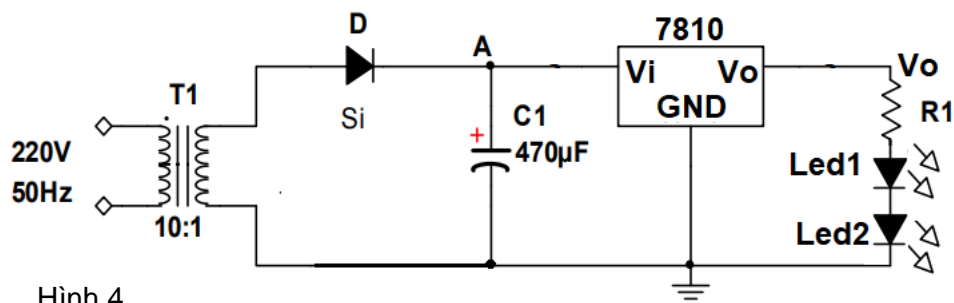 D
7810
A
Vi
Vo
Vo
T1
GND
R1
Si
C1
+
470µF
220V
50Hz
Led1
10:1
Led2
Hình 4